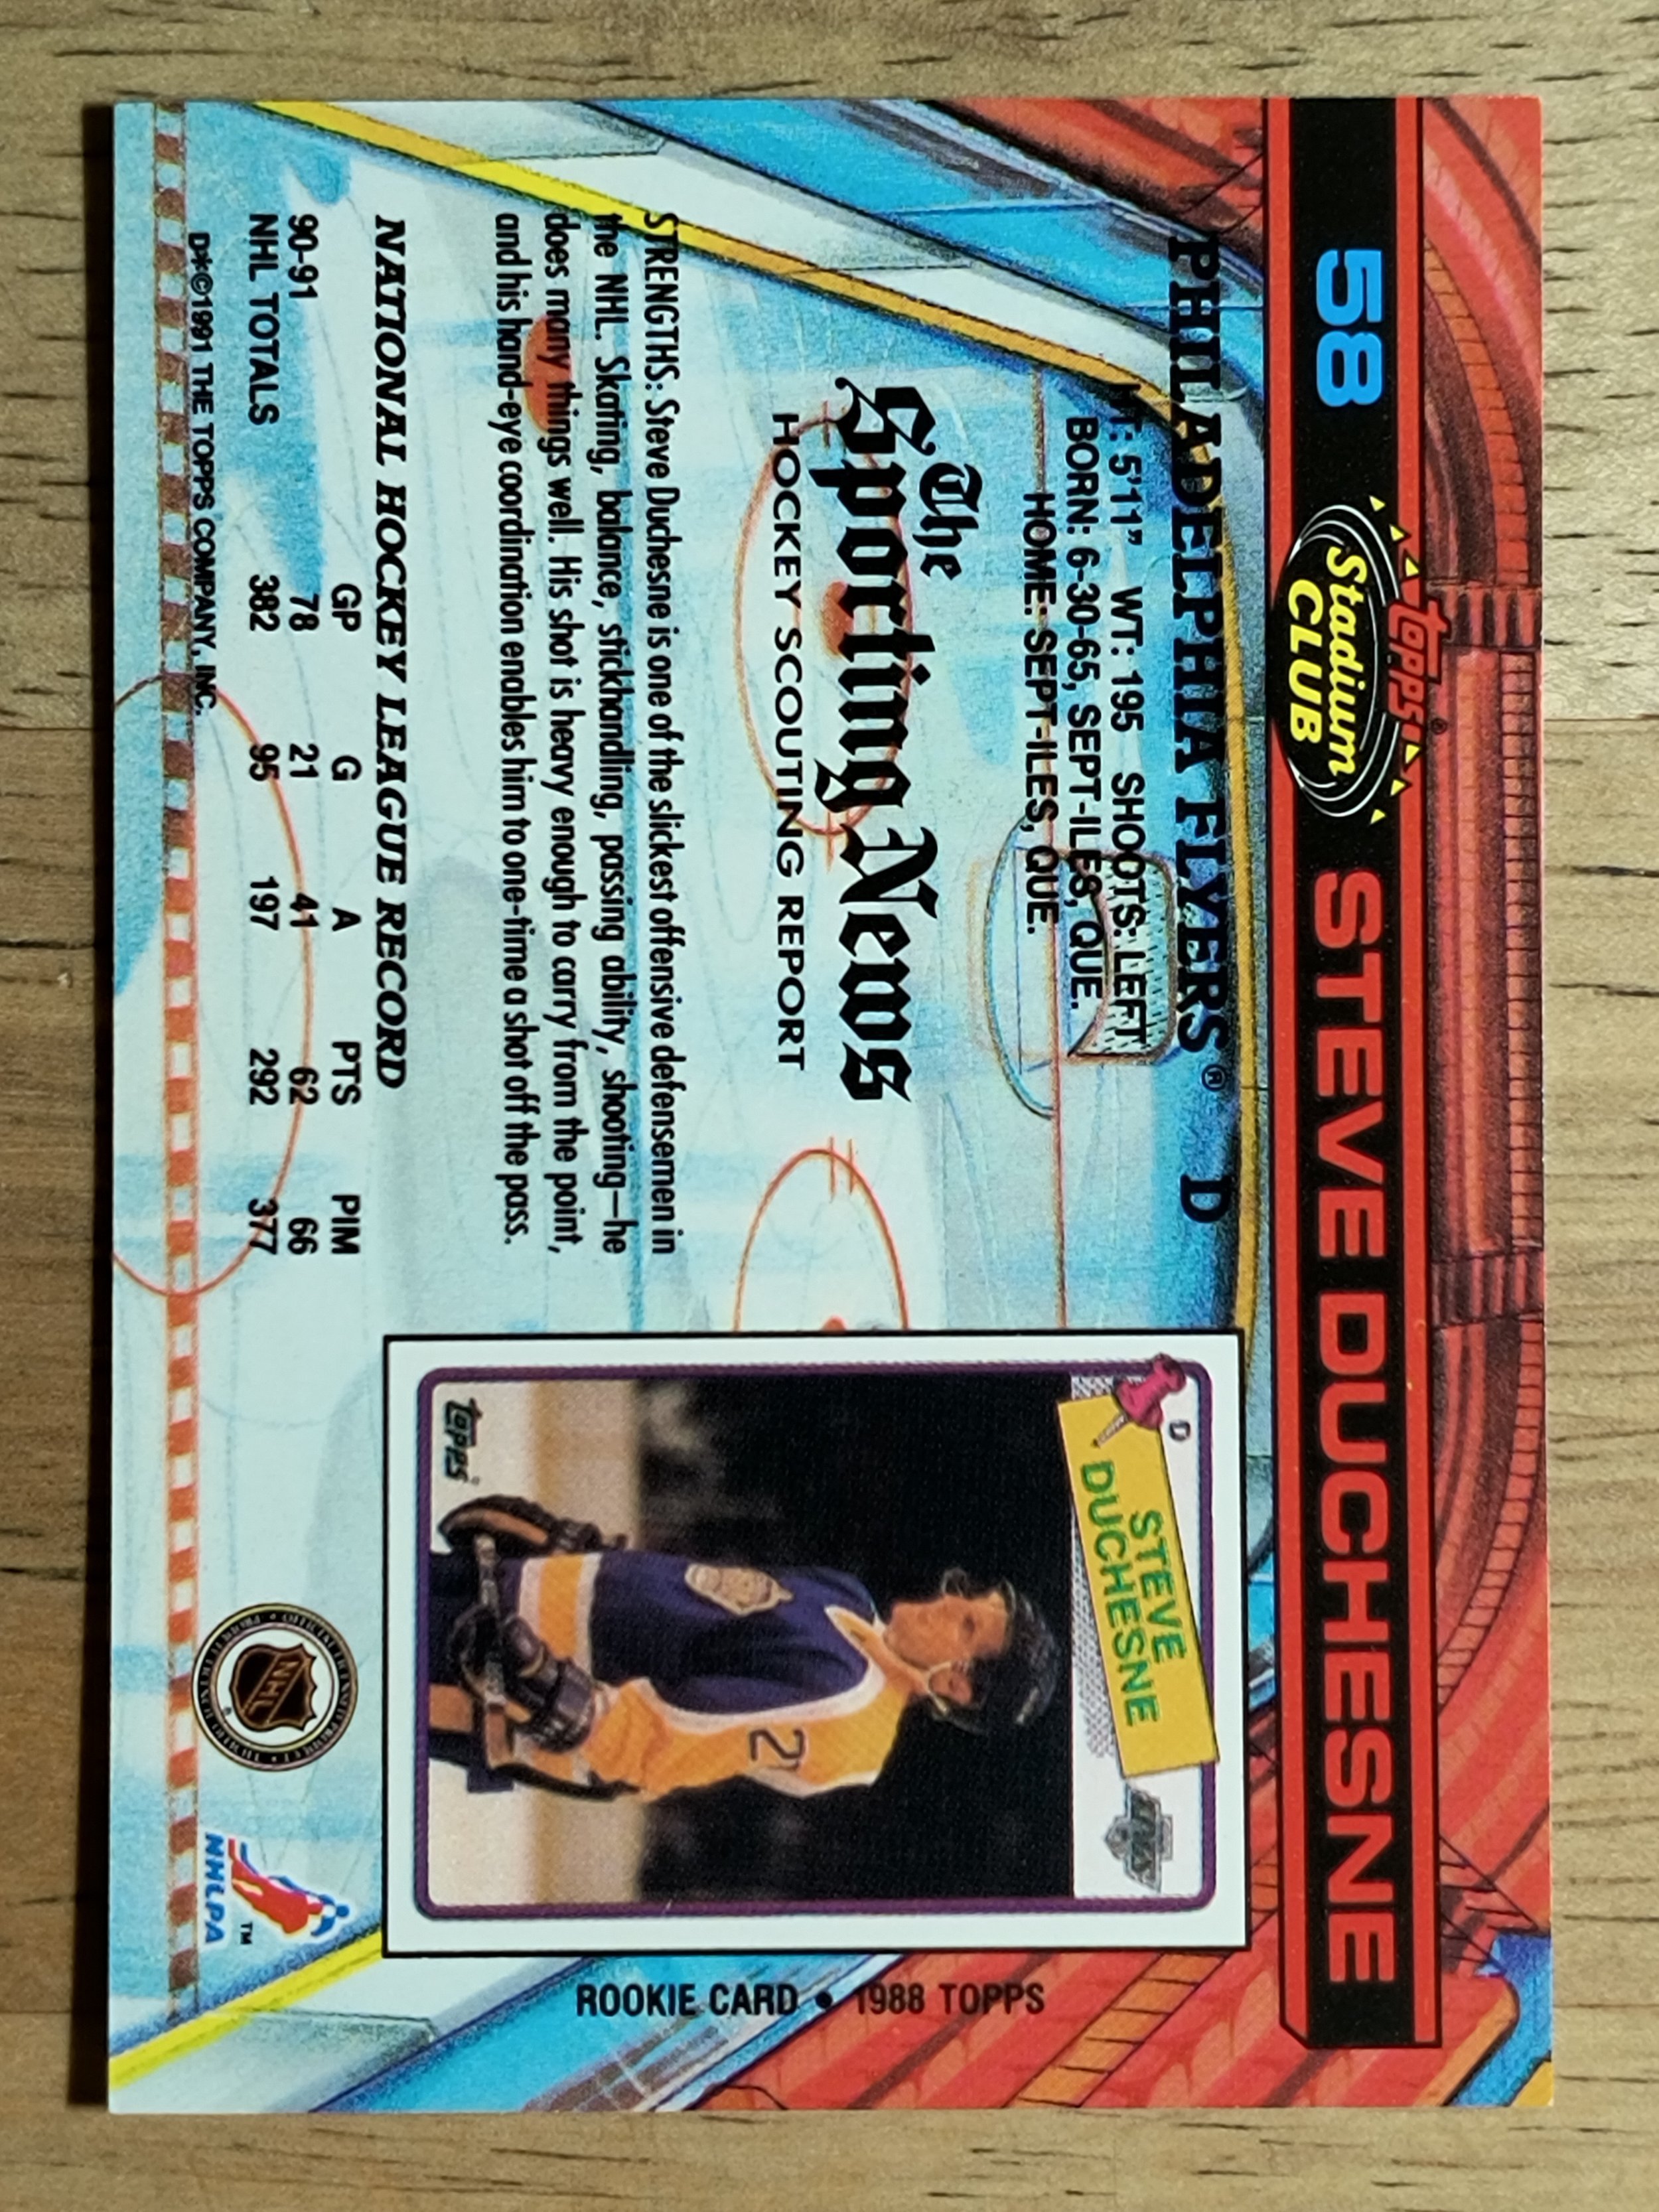 58
Topps®
Stadium
CLUB
STEVE DUCHESNE
PHILADELPHIA FLYERS® D
HT: 5'11" WT: 195 SHOOTS: LEFT
BORN: 6-30-65, SEPT-ILES, QUE.
HOME: SEPT-ILES, QUE.
The
Sporting News
HOCKEY SCOUTING REPORT
STRENGTHS: Steve Duchesne is one of the slickest offensive defensemen in
the NHL. Skating, balance, stickhandling, passing ability, shooting—he
does many things well. His shot is heavy enough to carry from the point,
and his hand-eye coordination enables him to one-time a shot off the pass.
NATIONAL HOCKEY LEAGUE RECORD
GP G A PTS PIM
90-91 78 21 41 62 66
NHL TOTALS 382 95 197 292 377
D*©1991 THE TOPPS COMPANY, INC.
D
STEVE
DUCHESNE
KINGS
2
Topps
ROOKIE CARD • 1988 TOPPS
NHL
NHLPA
™